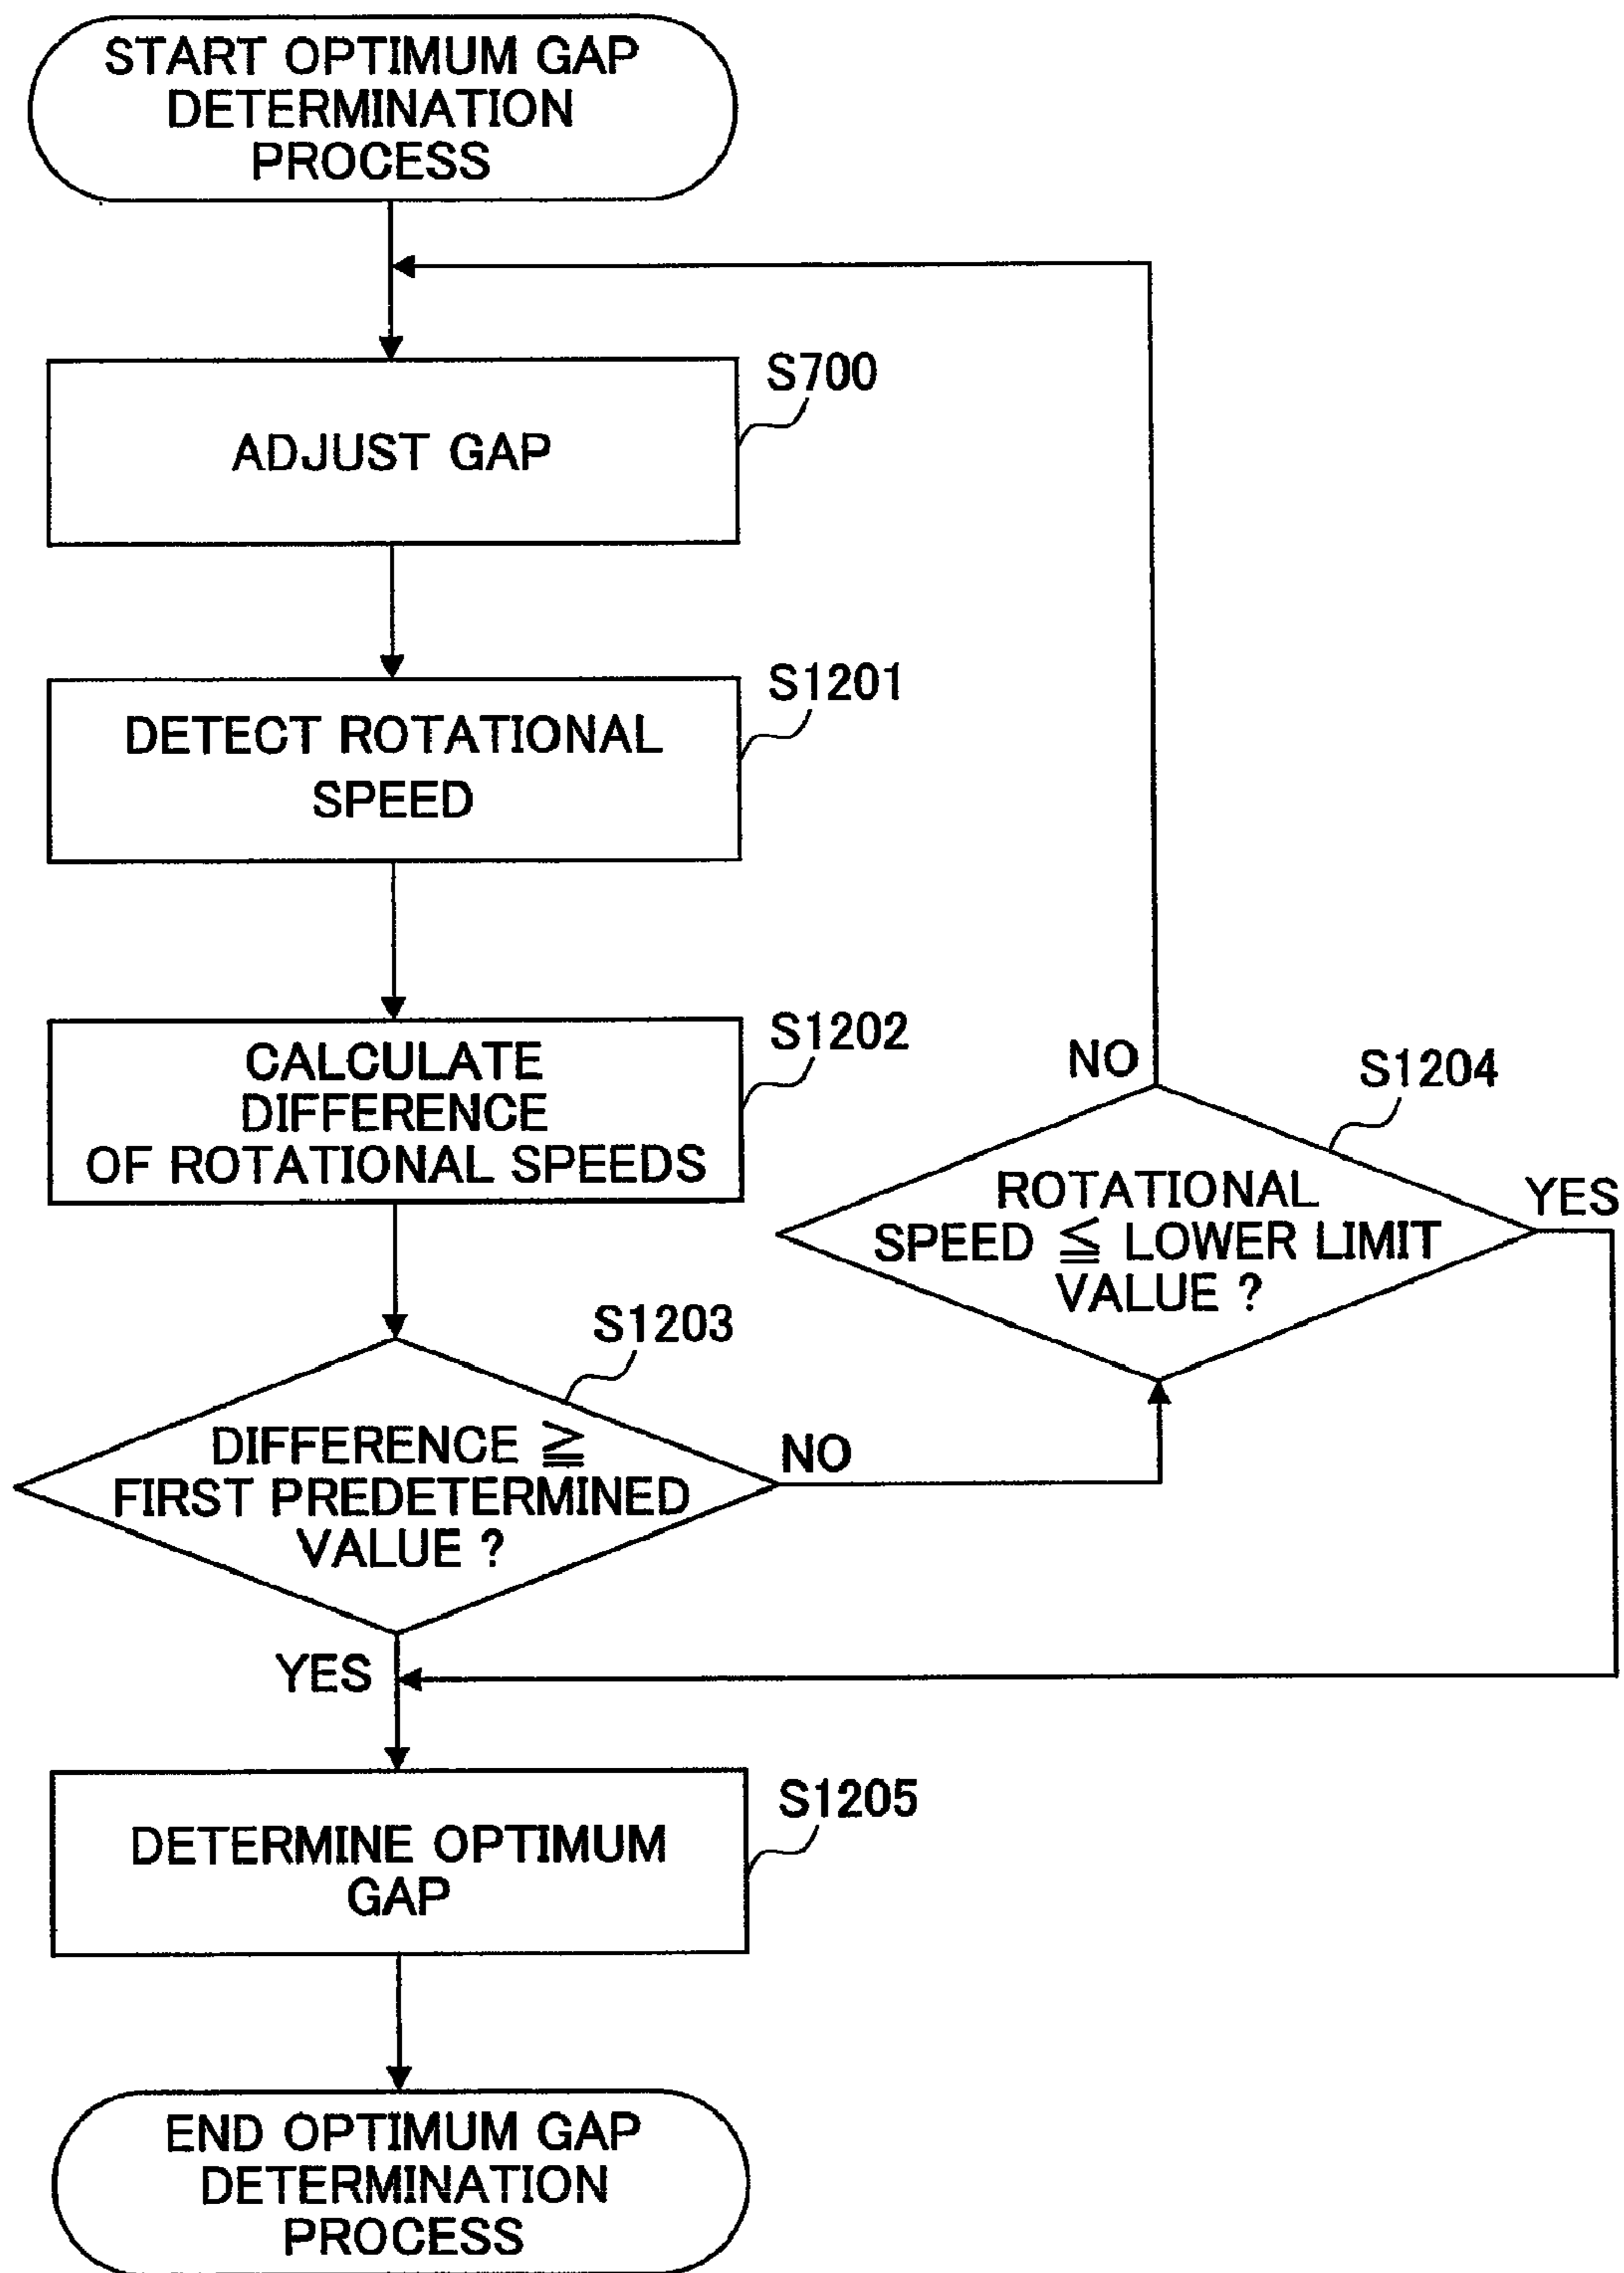 START OPTIMUM GAP
DETERMINATION
PROCESS
S700
ADJUST GAP
S1201
DETECT ROTATIONAL
SPEED
S1202
CALCULATE
DIFFERENCE
OF ROTATIONAL SPEEDS
NO
S1204
ROTATIONAL
SPEED ≦ LOWER LIMIT
VALUE ?
YES
S1203
DIFFERENCE ≧
FIRST PREDETERMINED
VALUE ?
NO
YES
S1205
DETERMINE OPTIMUM
GAP
END OPTIMUM GAP
DETERMINATION
PROCESS